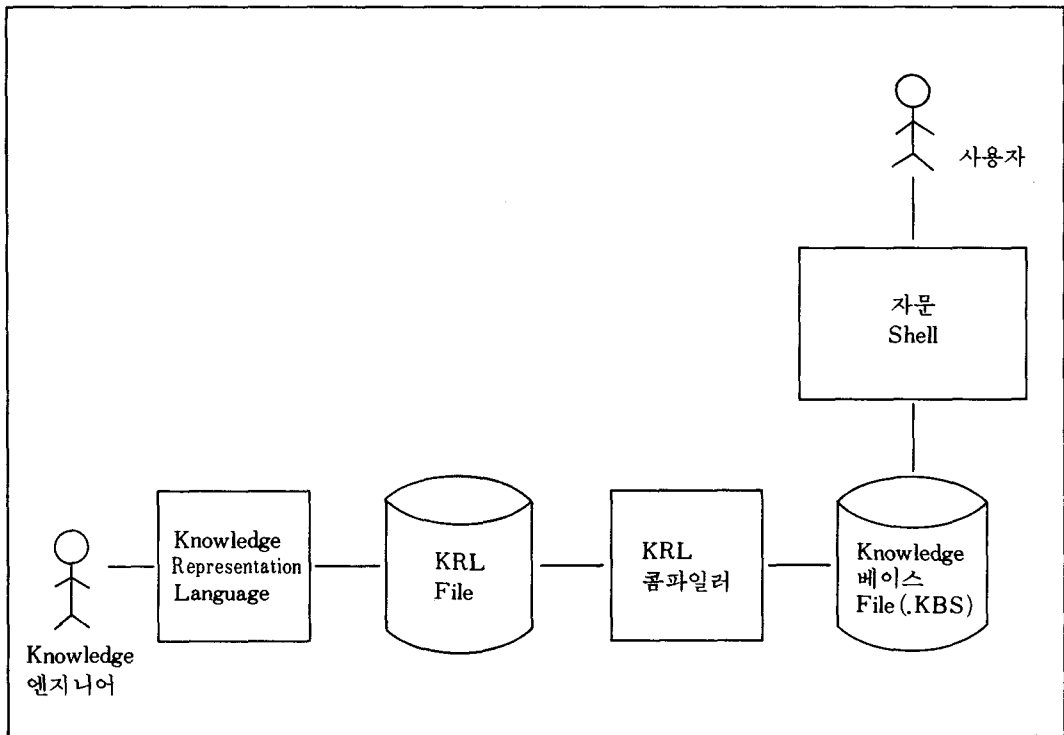 사용자
자문
Shell
Knowledge
Representation
Language
KRL
File
KRL
콤파일러
Knowledge
베이스
File(.KBS)
Knowledge
엔지니어